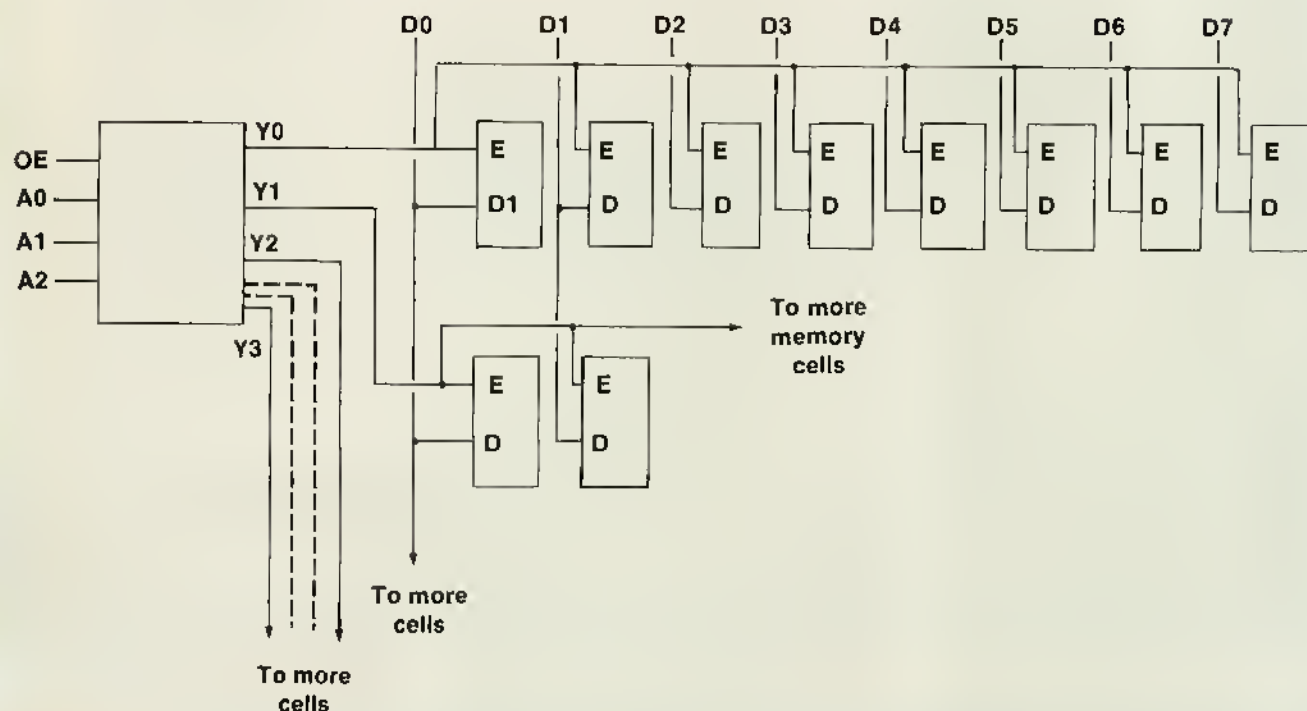 D0 D1 D2 D3 D4 D5 D6 D7
OE
A0
A1
A2
Y0
Y1
Y2
Y3
E E E E E E E E
D1 D D D D D D D
To more
memory
cells
E E
D D
To more
cells
To more
cells